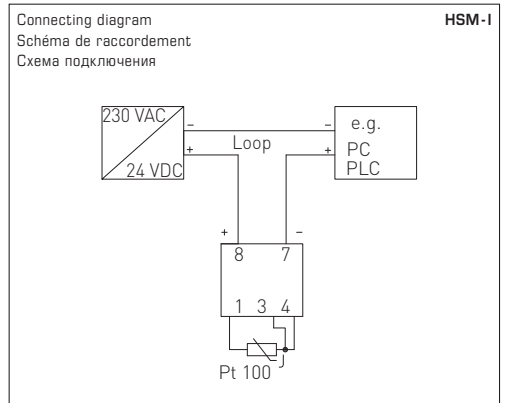 Connecting diagram
HSM-I
Schéma de raccordement
Схема подключения
230 VAC
24 VDC
–
+
Loop
–
+
e.g.
PC
PLC
+
–
8 7
1 3 4
Pt 100